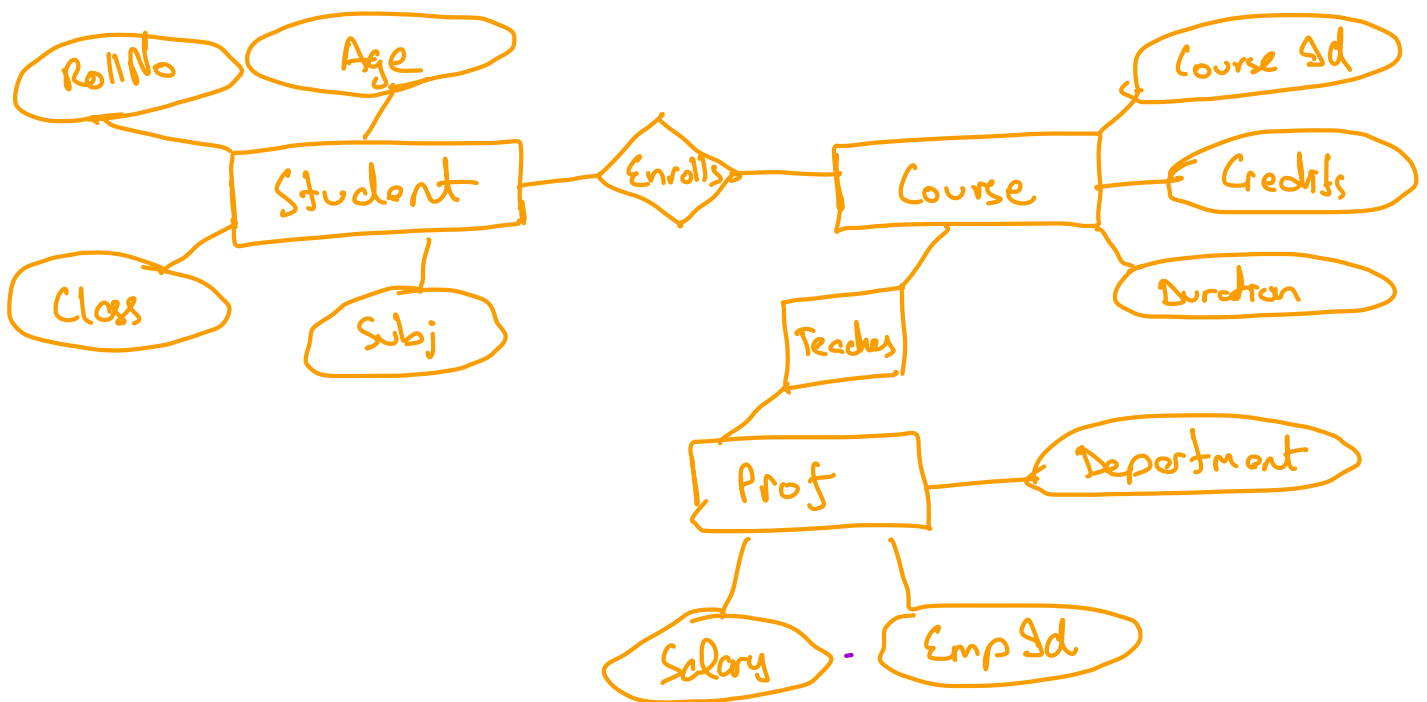 RollNo
Age
Course Id
Student
Enrolls
Course
Credits
Class
Subj
Duration
Teaches
Prof
Department
Salary
Emp Id